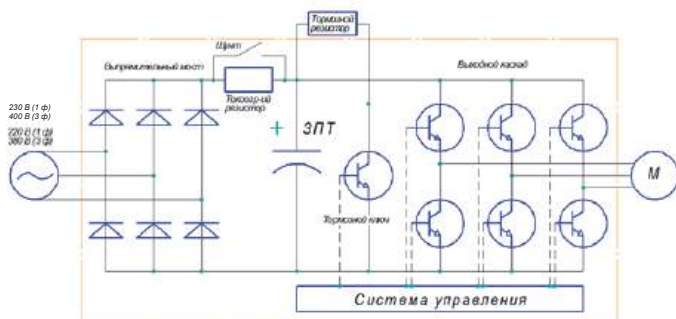 Тормозной
резистор
Шунт
Выпрямительный мост
Выходной каскад
Токоогр-ий
резистор
230 В (1 ф)
400 В (3 ф)
220 В (1 ф)
380 В (3 ф)
+
ЗПТ
М
Тормозной ключ
Система управления